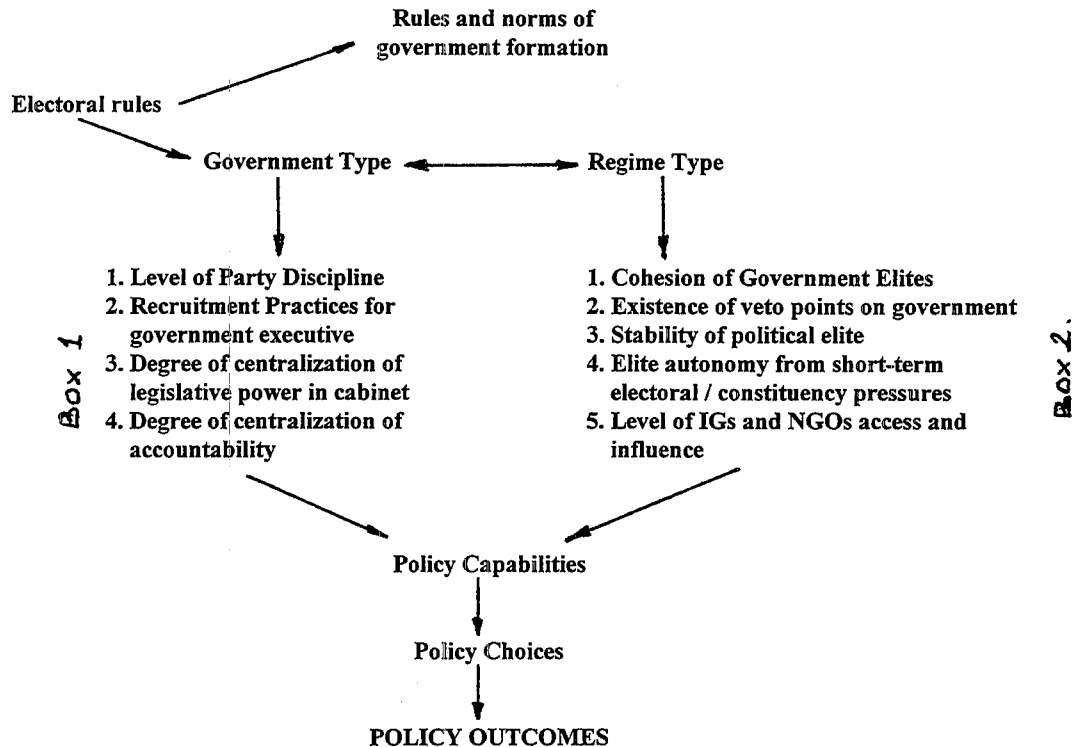 Rules and norms of
government formation
Electoral rules
Government Type
Regime Type
1. Level of Party Discipline
2. Recruitment Practices for
government executive
3. Degree of centralization of
legislative power in cabinet
4. Degree of centralization of
accountability
Box 1
1. Cohesion of Government Elites
2. Existence of veto points on government
3. Stability of political elite
4. Elite autonomy from short-term
electoral / constituency pressures
5. Level of IGs and NGOs access and
influence
Box 2.
Policy Capabilities
Policy Choices
POLICY OUTCOMES